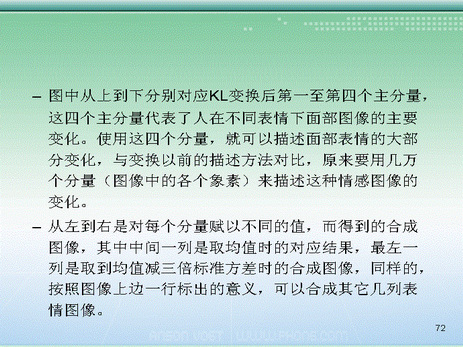 – 图中从上到下分别对应KL变换后第一至第四个主分量，
这四个主分量代表了人在不同表情下面部图像的主要
变化。使用这四个分量，就可以描述面部表情的大部
分变化，与变换以前的描述方法对比，原来要用几万
个分量（图像中的各个象素）来描述这种情感图像的
变化。
– 从左到右是对每个分量赋以不同的值，而得到的合成
图像，其中中间一列是取均值时的对应结果，最左一
列是取到均值减三倍标准方差时的合成图像，同样的，
按照图像上边一行标出的意义，可以合成其它几列表
情图像。
72